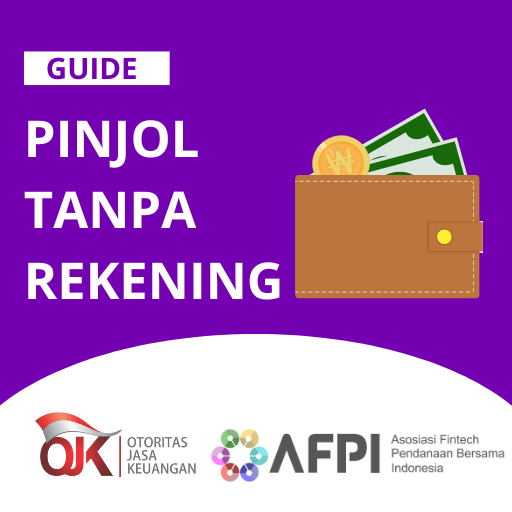 GUIDE
PINJOL
TANPA
REKENING
₩
OJK
OTORITAS
JASA
KEUANGAN
AFPI
Asosiasi Fintech
Pendanaan Bersama
Indonesia